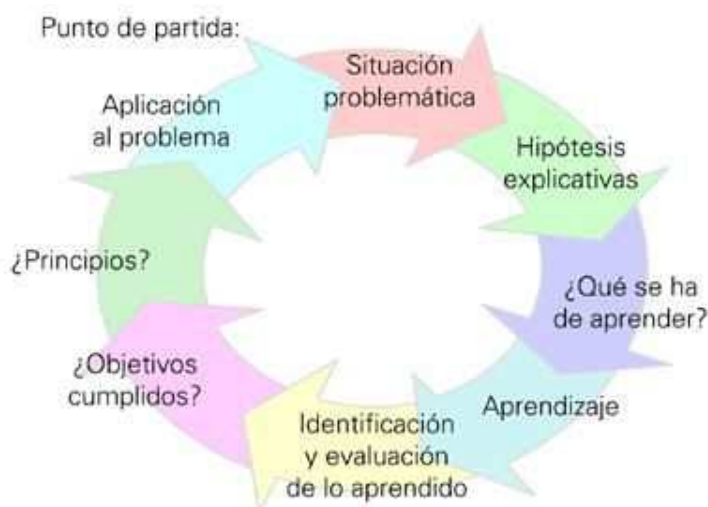 Punto de partida:
Situación
problemática
Hipótesis
explicativas
¿Qué se ha
de aprender?
Aprendizaje
Identificación
y evaluación
de lo aprendido
¿Objetivos
cumplidos?
¿Principios?
Aplicación
al problema